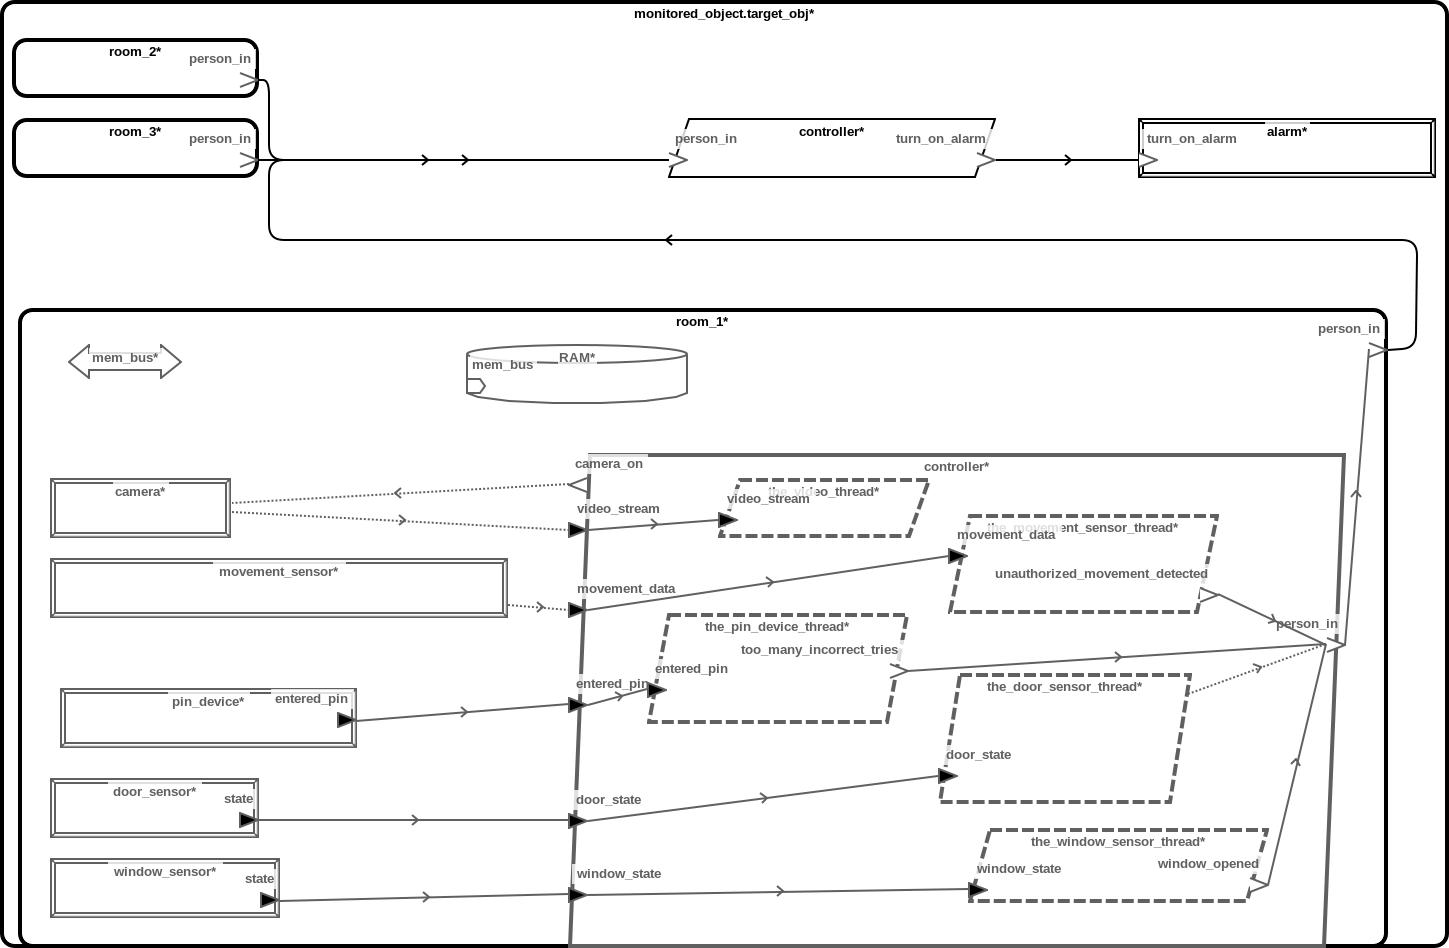 monitored_object.target_obj*
room_2*
person_in
room_3*
person_in
person_in
controller*
turn_on_alarm
turn_on_alarm
alarm*
room_1*
person_in
mem_bus*
mem_bus
RAM*
camera_on
controller*
camera*
video_stream
the_video_thread*
video_stream
the_movement_sensor_thread*
movement_data
movement_sensor*
movement_data
unauthorized_movement_detected
the_pin_device_thread*
person_in
too_many_incorrect_tries
entered_pin
entered_pin
the_door_sensor_thread*
pin_device*
entered_pin
door_state
door_sensor*
state
door_state
the_window_sensor_thread*
window_sensor*
state
window_state
window_state
window_opened